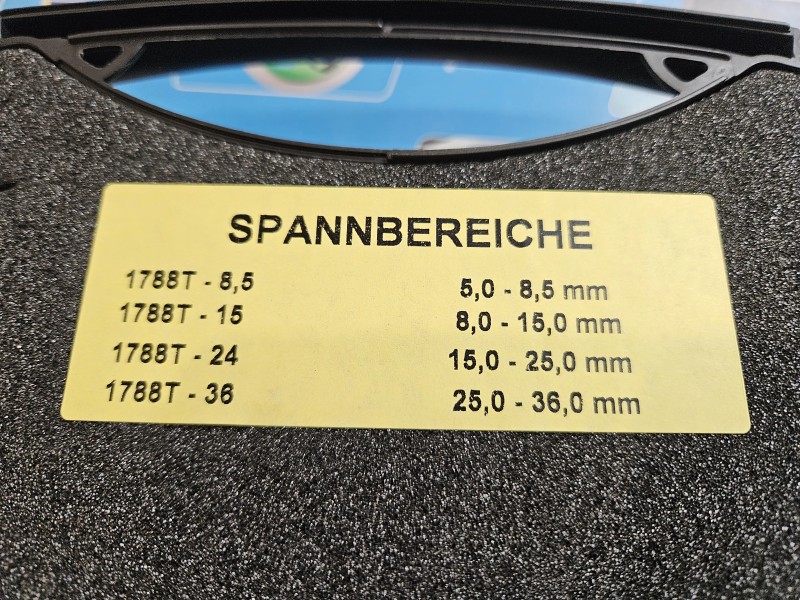 SPANNBEREICHE
1788T - 8,5 5,0 - 8,5 mm
1788T - 15 8,0 - 15,0 mm
1788T - 24 15,0 - 25,0 mm
1788T - 36 25,0 - 36,0 mm